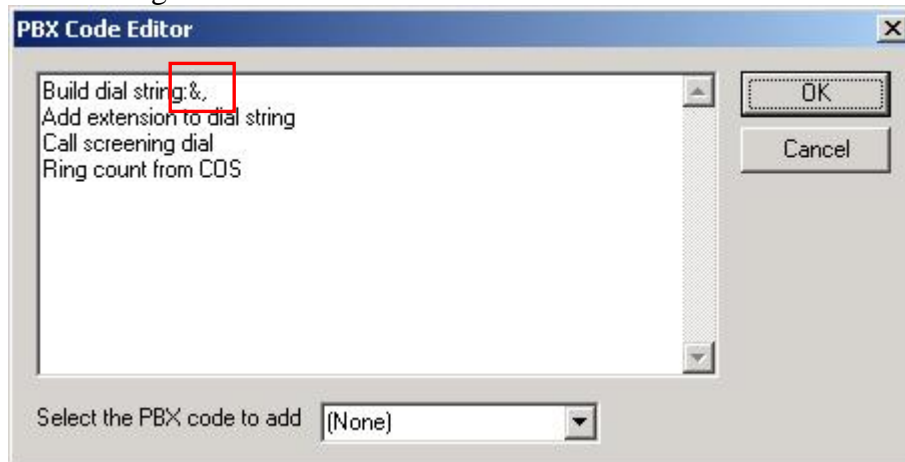 PBX Code Editor
Build dial string:&,
Add extension to dial string
Call screening dial
Ring count from COS
OK
Cancel
Select the PBX code to add
(None)